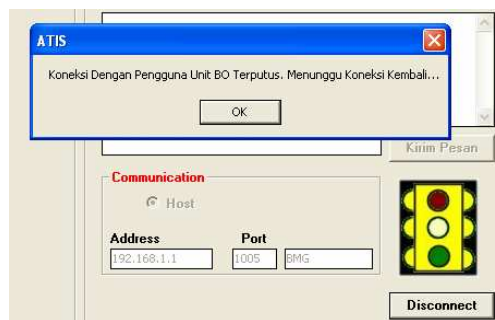 ATIS
Koneksi Dengan Pengguna Unit BO Terputus. Menunggu Koneksi Kembali...
OK
Kirim Pesan
Communication
Host
Address Port
192.168.1.1 1005 BMG
Disconnect